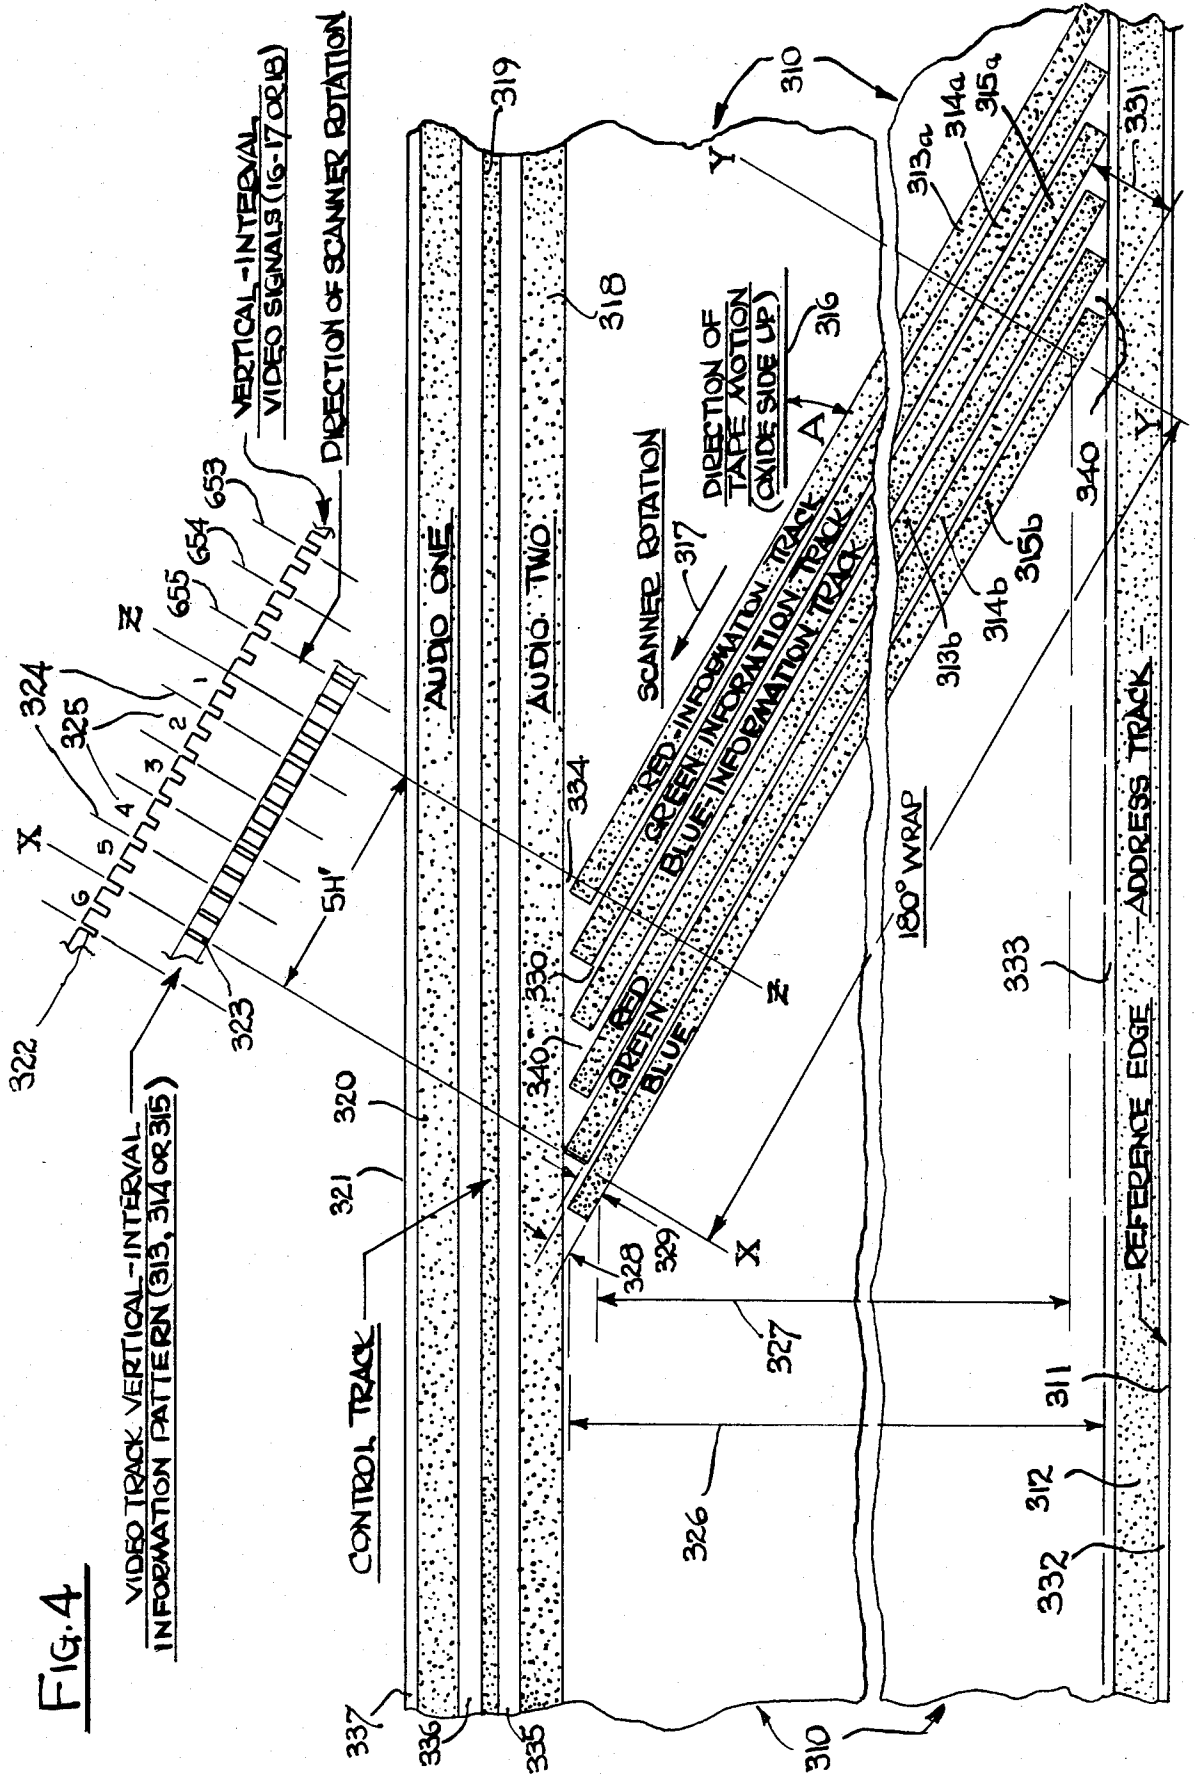 FIG. 4
VIDEO TRACK VERTICAL-INTERVAL
INFORMATION PATTERN (313, 314 OR 315)
VERTICAL-INTERVAL
VIDEO SIGNALS (16-17 OR 18)
DIRECTION OF SCANNER ROTATION
322
323
X
324
325
Z
655
654
653
6
5
4
3
2
1
5H'
CONTROL TRACK
321
320
337
336
335
AUDIO ONE
AUDIO TWO
319
318
310
Y
334
330
340
328
329
X
Z
SCANNER ROTATION
317
DIRECTION OF
TAPE MOTION
(OXIDE SIDE UP)
316
A
RED-INFORMATION TRACK
GREEN-INFORMATION TRACK
BLUE-INFORMATION TRACK
RED
GREEN
BLUE
313a
314a
315a
313b
314b
315b
180° WRAP
327
326
333
340
331
Y
310
332
312
311
REFERENCE EDGE
ADDRESS TRACK